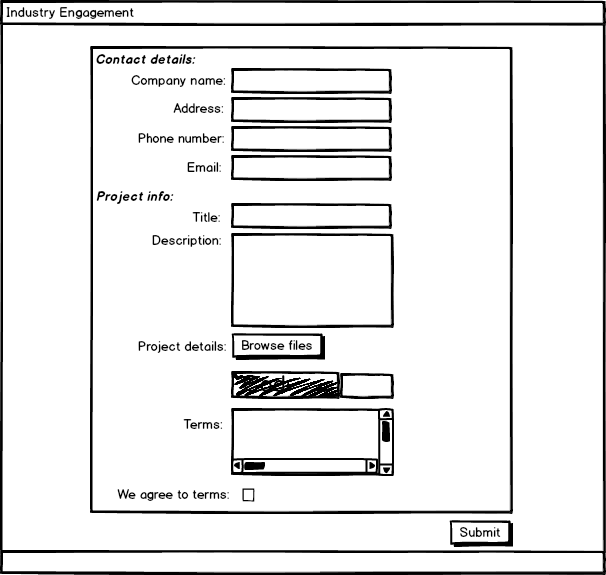 Industry Engagement
Contact details:
Company name:
Address:
Phone number:
Email:
Project info:
Title:
Description:
Project details: Browse files
Terms:
We agree to terms:
Submit